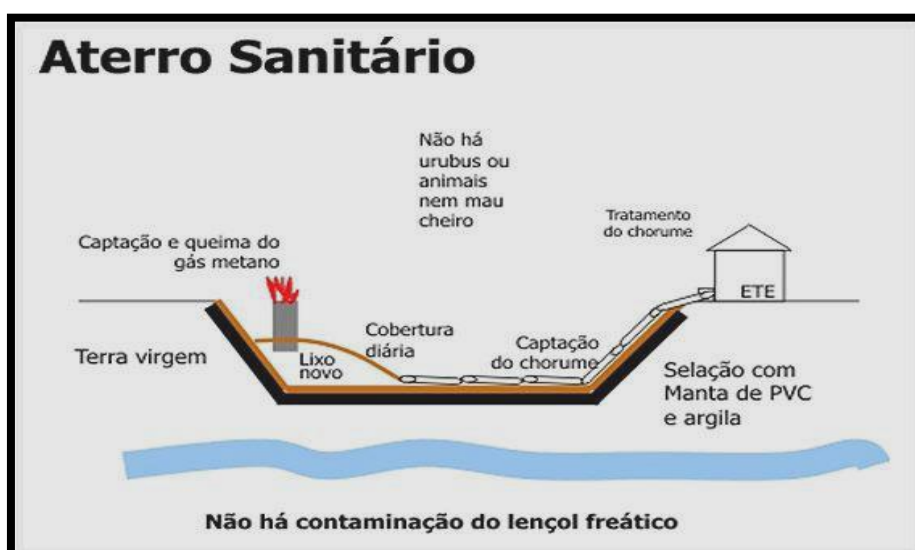 Aterro Sanitário
Não há
urubus ou
animais
nem mau
cheiro
Tratamento
do chorume
Captação e queima do
gás metano
ETE
Cobertura
diária
Captação
do chorume
Terra virgem
Lixo
novo
Selação com
Manta de PVC
e argila
Não há contaminação do lençol freático